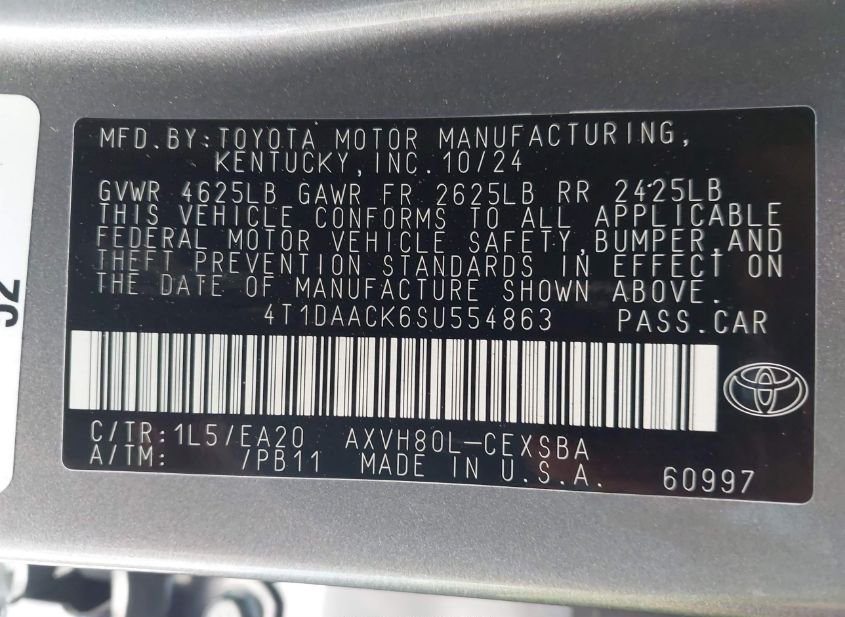 MFD.BY:TOYOTA MOTOR MANUFACTURING,
KENTUCKY,INC.10/24
GVWR 4625LB GAWR FR 2625LB RR 2425LB
THIS VEHICLE CONFORMS TO ALL APPLICABLE
FEDERAL MOTOR VEHICLE SAFETY,BUMPER,AND
THEFT PREVENTION STANDARDS IN EFFECT ON
THE DATE OF MANUFACTURE SHOWN ABOVE.
4T1DAACK6SU554863 PASS.CAR
C/TR:1L5/EA20 AXVH80L-CEXSBA
A/TM: /PB11 MADE IN U.S.A. 60997